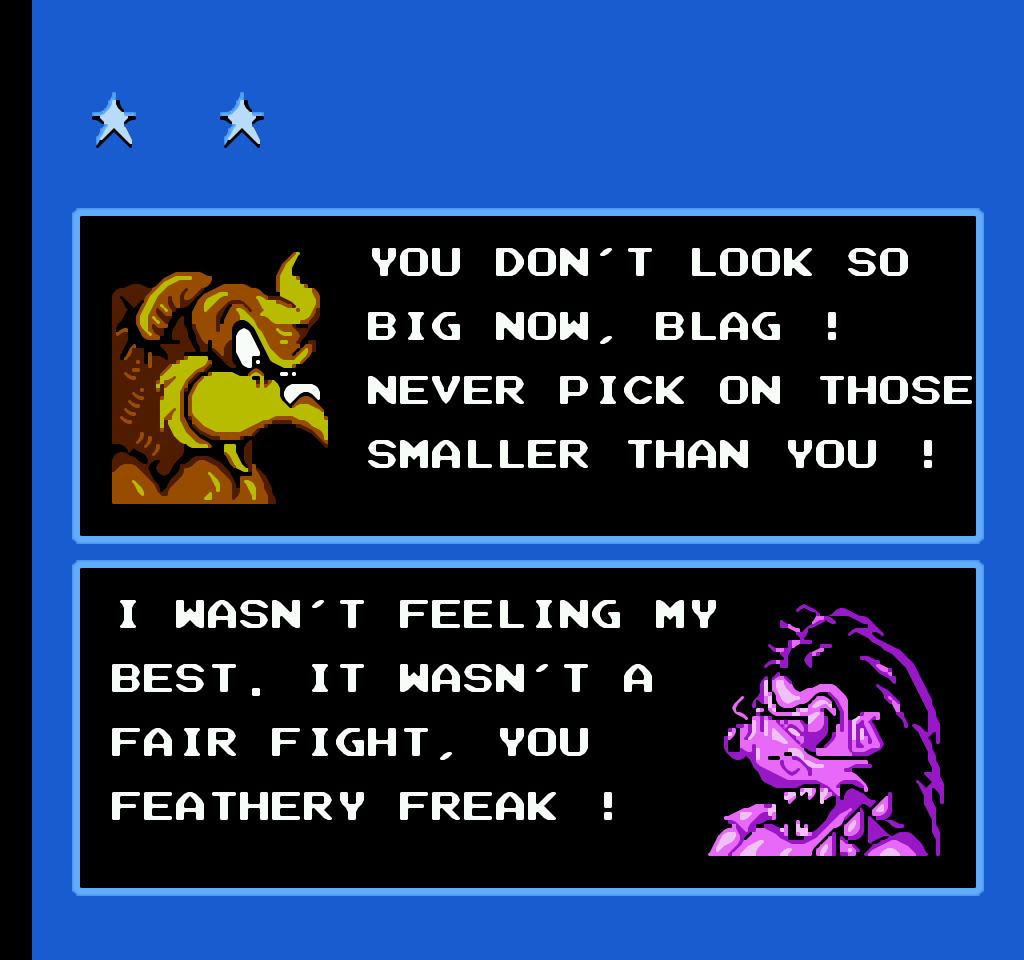 YOU DON´T LOOK SO
BIG NOW, BLAG !
NEVER PICK ON THOSE
SMALLER THAN YOU !
I WASN´T FEELING MY
BEST. IT WASN´T A
FAIR FIGHT, YOU
FEATHERY FREAK !